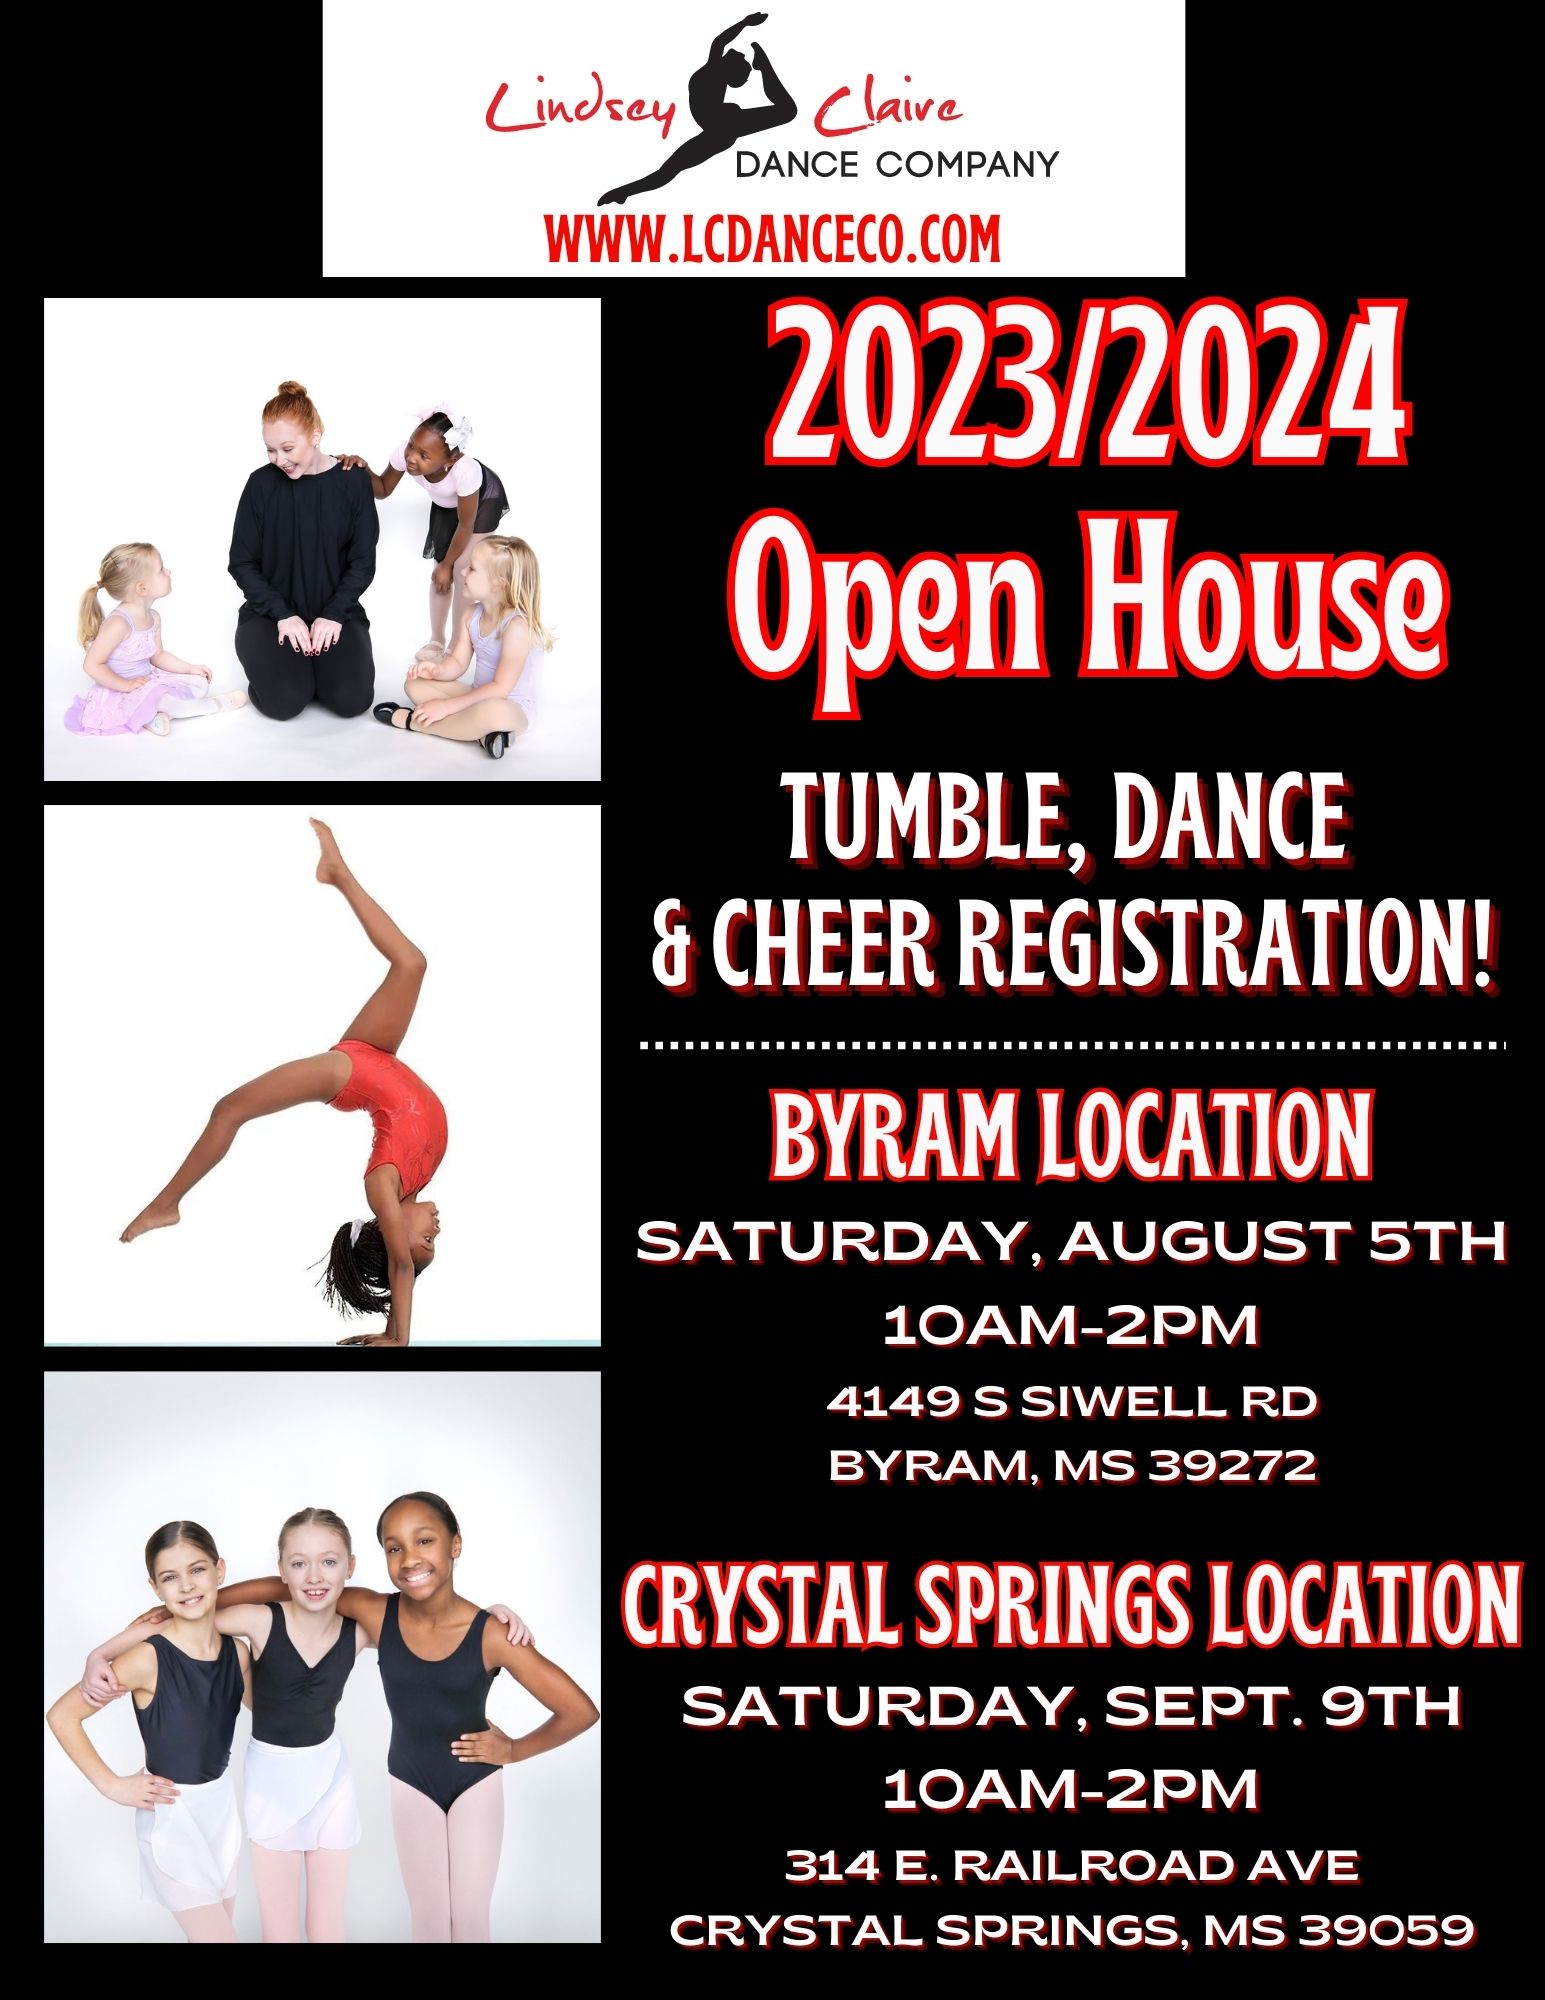 Lindsey Claire
DANCE COMPANY
WWW.LCDANCECO.COM
2023/2024
Open House
TUMBLE, DANCE
& CHEER REGISTRATION!
BYRAM LOCATION
SATURDAY, AUGUST 5TH
10AM-2PM
4149 S SIWELL RD
BYRAM, MS 39272
CRYSTAL SPRINGS LOCATION
SATURDAY, SEPT. 9TH
10AM-2PM
314 E. RAILROAD AVE
CRYSTAL SPRINGS, MS 39059